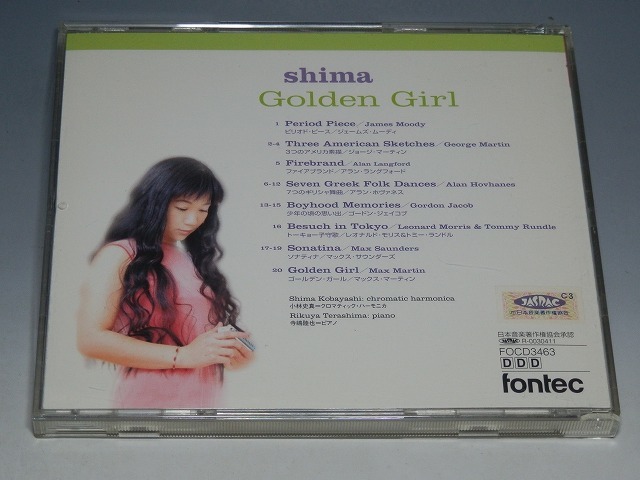 shima
Golden Girl
1 Period Piece／James Moody
ピリオド・ピース／ジェームズ・ムーディ
2-4 Three American Sketches／George Martin
3つのアメリカ素描／ジョージ・マーティン
5 Firebrand／Alan Langford
ファイアブランド／アラン・ラングフォード
6-12 Seven Greek Folk Dances／Alan Hovhanes
7つのギリシャ舞曲／アラン・ホヴァネス
13-15 Boyhood Memories／Gordon Jacob
少年の頃の思い出／ゴードン・ジェイコブ
16 Besuch in Tokyo／Leonard Morris & Tommy Rundle
トーキョー子守歌／レオナルド・モリス&トミー・ランドル
17-19 Sonatina／Max Saunders
ソナティナ／マックス・サウンダーズ
20 Golden Girl／Max Martin
ゴールデン・ガール／マックス・マーティン
Shima Kobayashi: chromatic harmonica
小林史真=クロマティック・ハーモニカ
Rikuya Terashima: piano
寺嶋陸也=ピアノ
C3
JASRAC
日本音楽著作権協会承認
R-0030411
FOCD3463
DDD
fontec